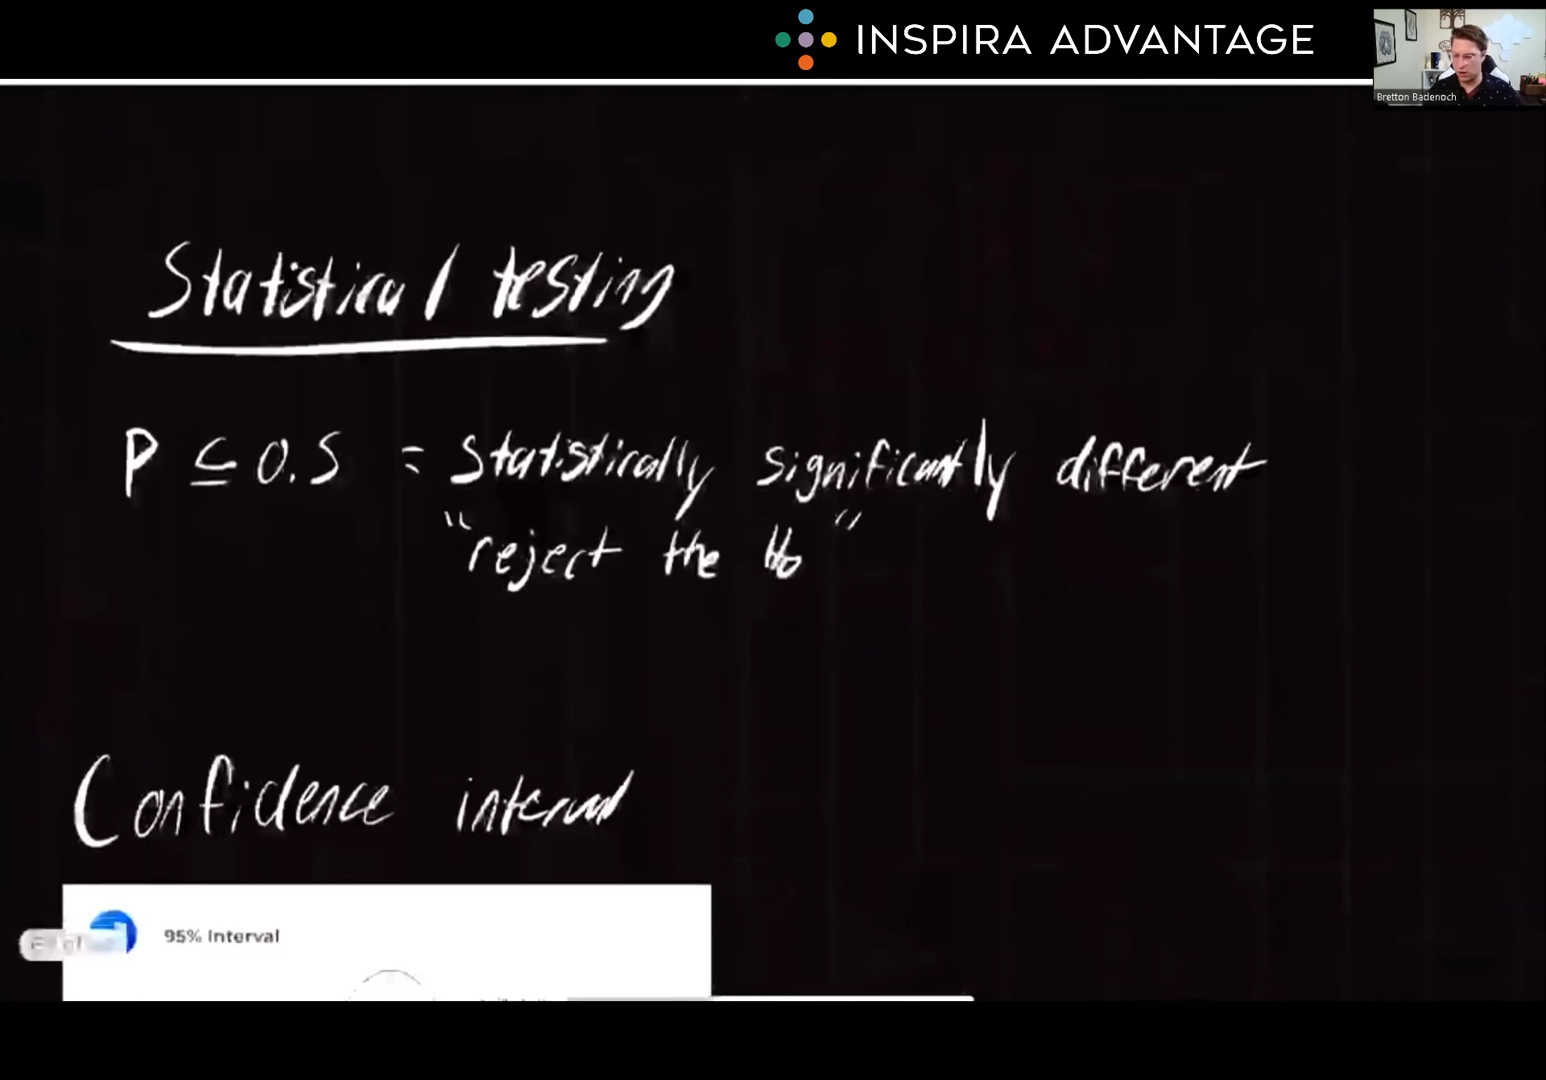 INSPIRA ADVANTAGE
Bretton Badenoch
Statistical testing
P ≤ 0.5 = Statistically significantly different
"reject the H0"
Confidence interval
95% Interval